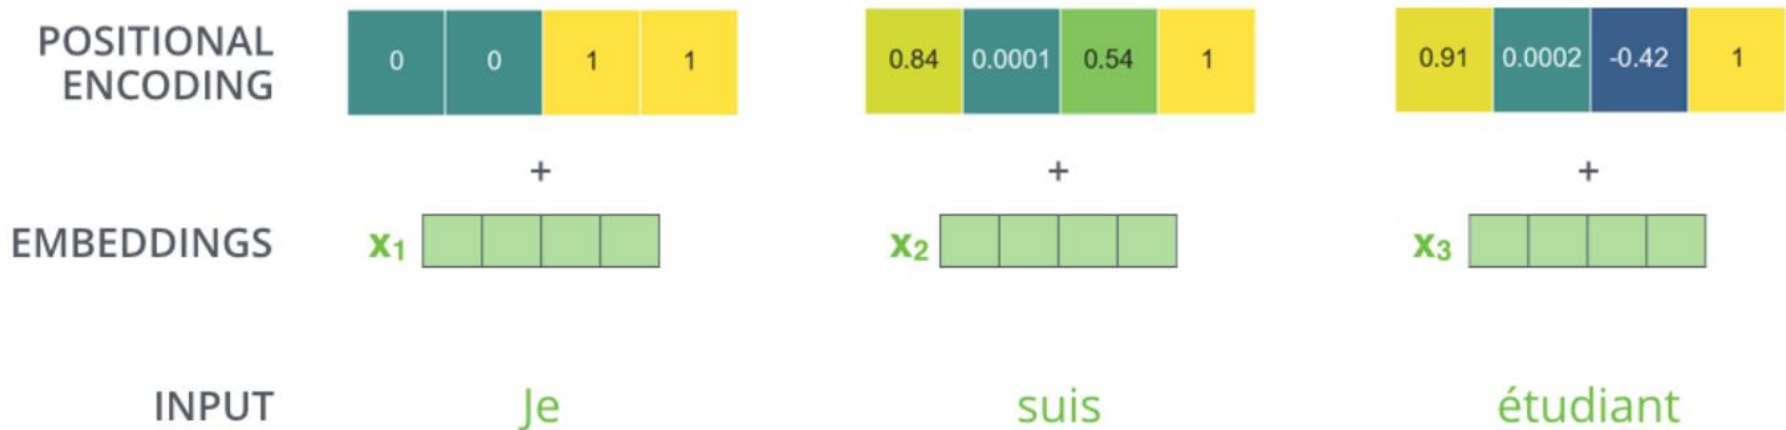 POSITIONAL
ENCODING
0 0 1 1
0.84 0.0001 0.54 1
0.91 0.0002 -0.42 1
+ + +
EMBEDDINGS
x1
x2
x3
INPUT
Je
suis
étudiant